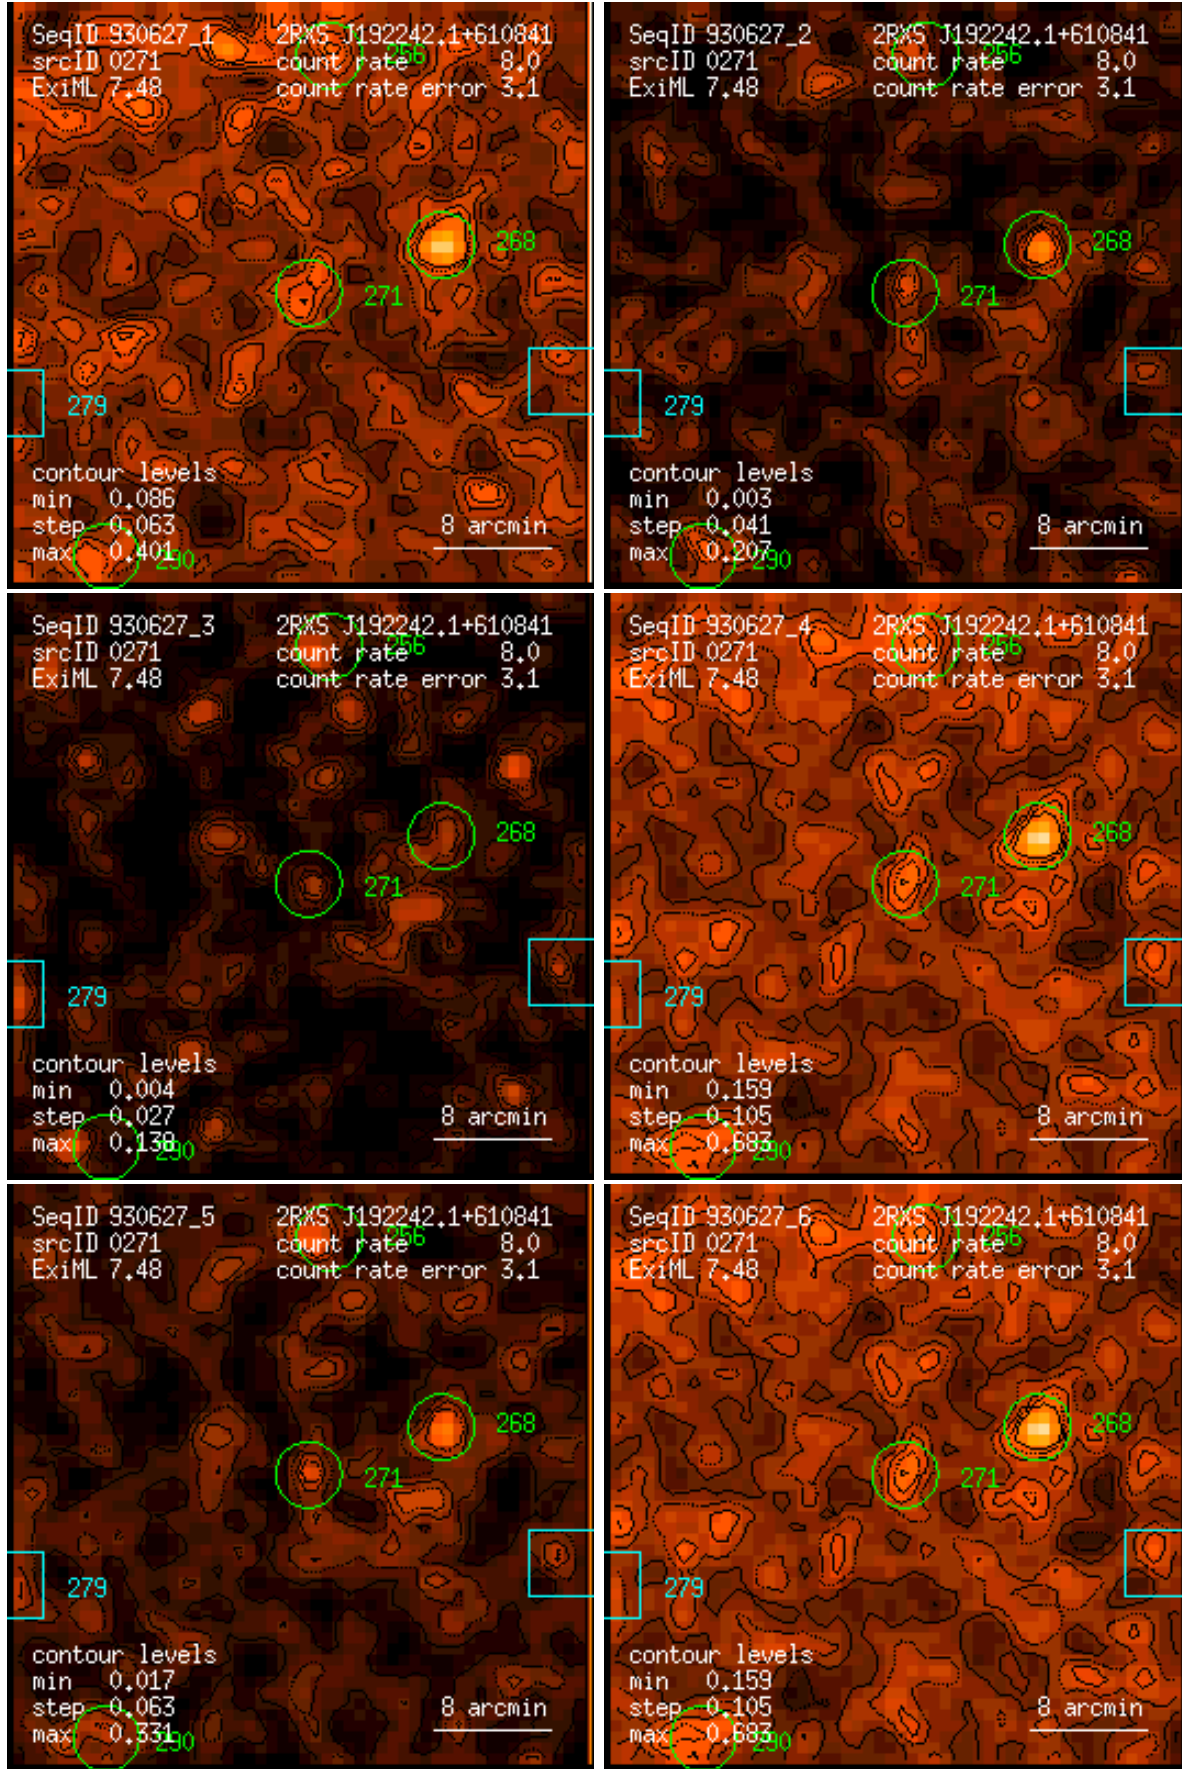 SeqID 930627_1 2RXS J192242.1+610841
srcID 0271 count rate 256 8.0
ExiML 7.48 count rate error 3.1
268
271
279
contour levels
min 0.086
step 0.063 8 arcmin
max 0.401 290
SeqID 930627_2 2RXS J192242.1+610841
srcID 0271 count rate 256 8.0
ExiML 7.48 count rate error 3.1
268
271
279
contour levels
min 0.003
step 0.041 8 arcmin
max 0.207 290
SeqID 930627_3 2RXS J192242.1+610841
srcID 0271 count rate 256 8.0
ExiML 7.48 count rate error 3.1
268
271
279
contour levels
min 0.004
step 0.027 8 arcmin
max 0.138 290
SeqID 930627_4 2RXS J192242.1+610841
srcID 0271 count rate 256 8.0
ExiML 7.48 count rate error 3.1
268
271
279
contour levels
min 0.159
step 0.105 8 arcmin
max 0.683 290
SeqID 930627_5 2RXS J192242.1+610841
srcID 0271 count rate 256 8.0
ExiML 7.48 count rate error 3.1
268
271
279
contour levels
min 0.017
step 0.063 8 arcmin
max 0.331 290
SeqID 930627_6 2RXS J192242.1+610841
srcID 0271 count rate 256 8.0
ExiML 7.48 count rate error 3.1
268
271
279
contour levels
min 0.159
step 0.105 8 arcmin
max 0.683 290